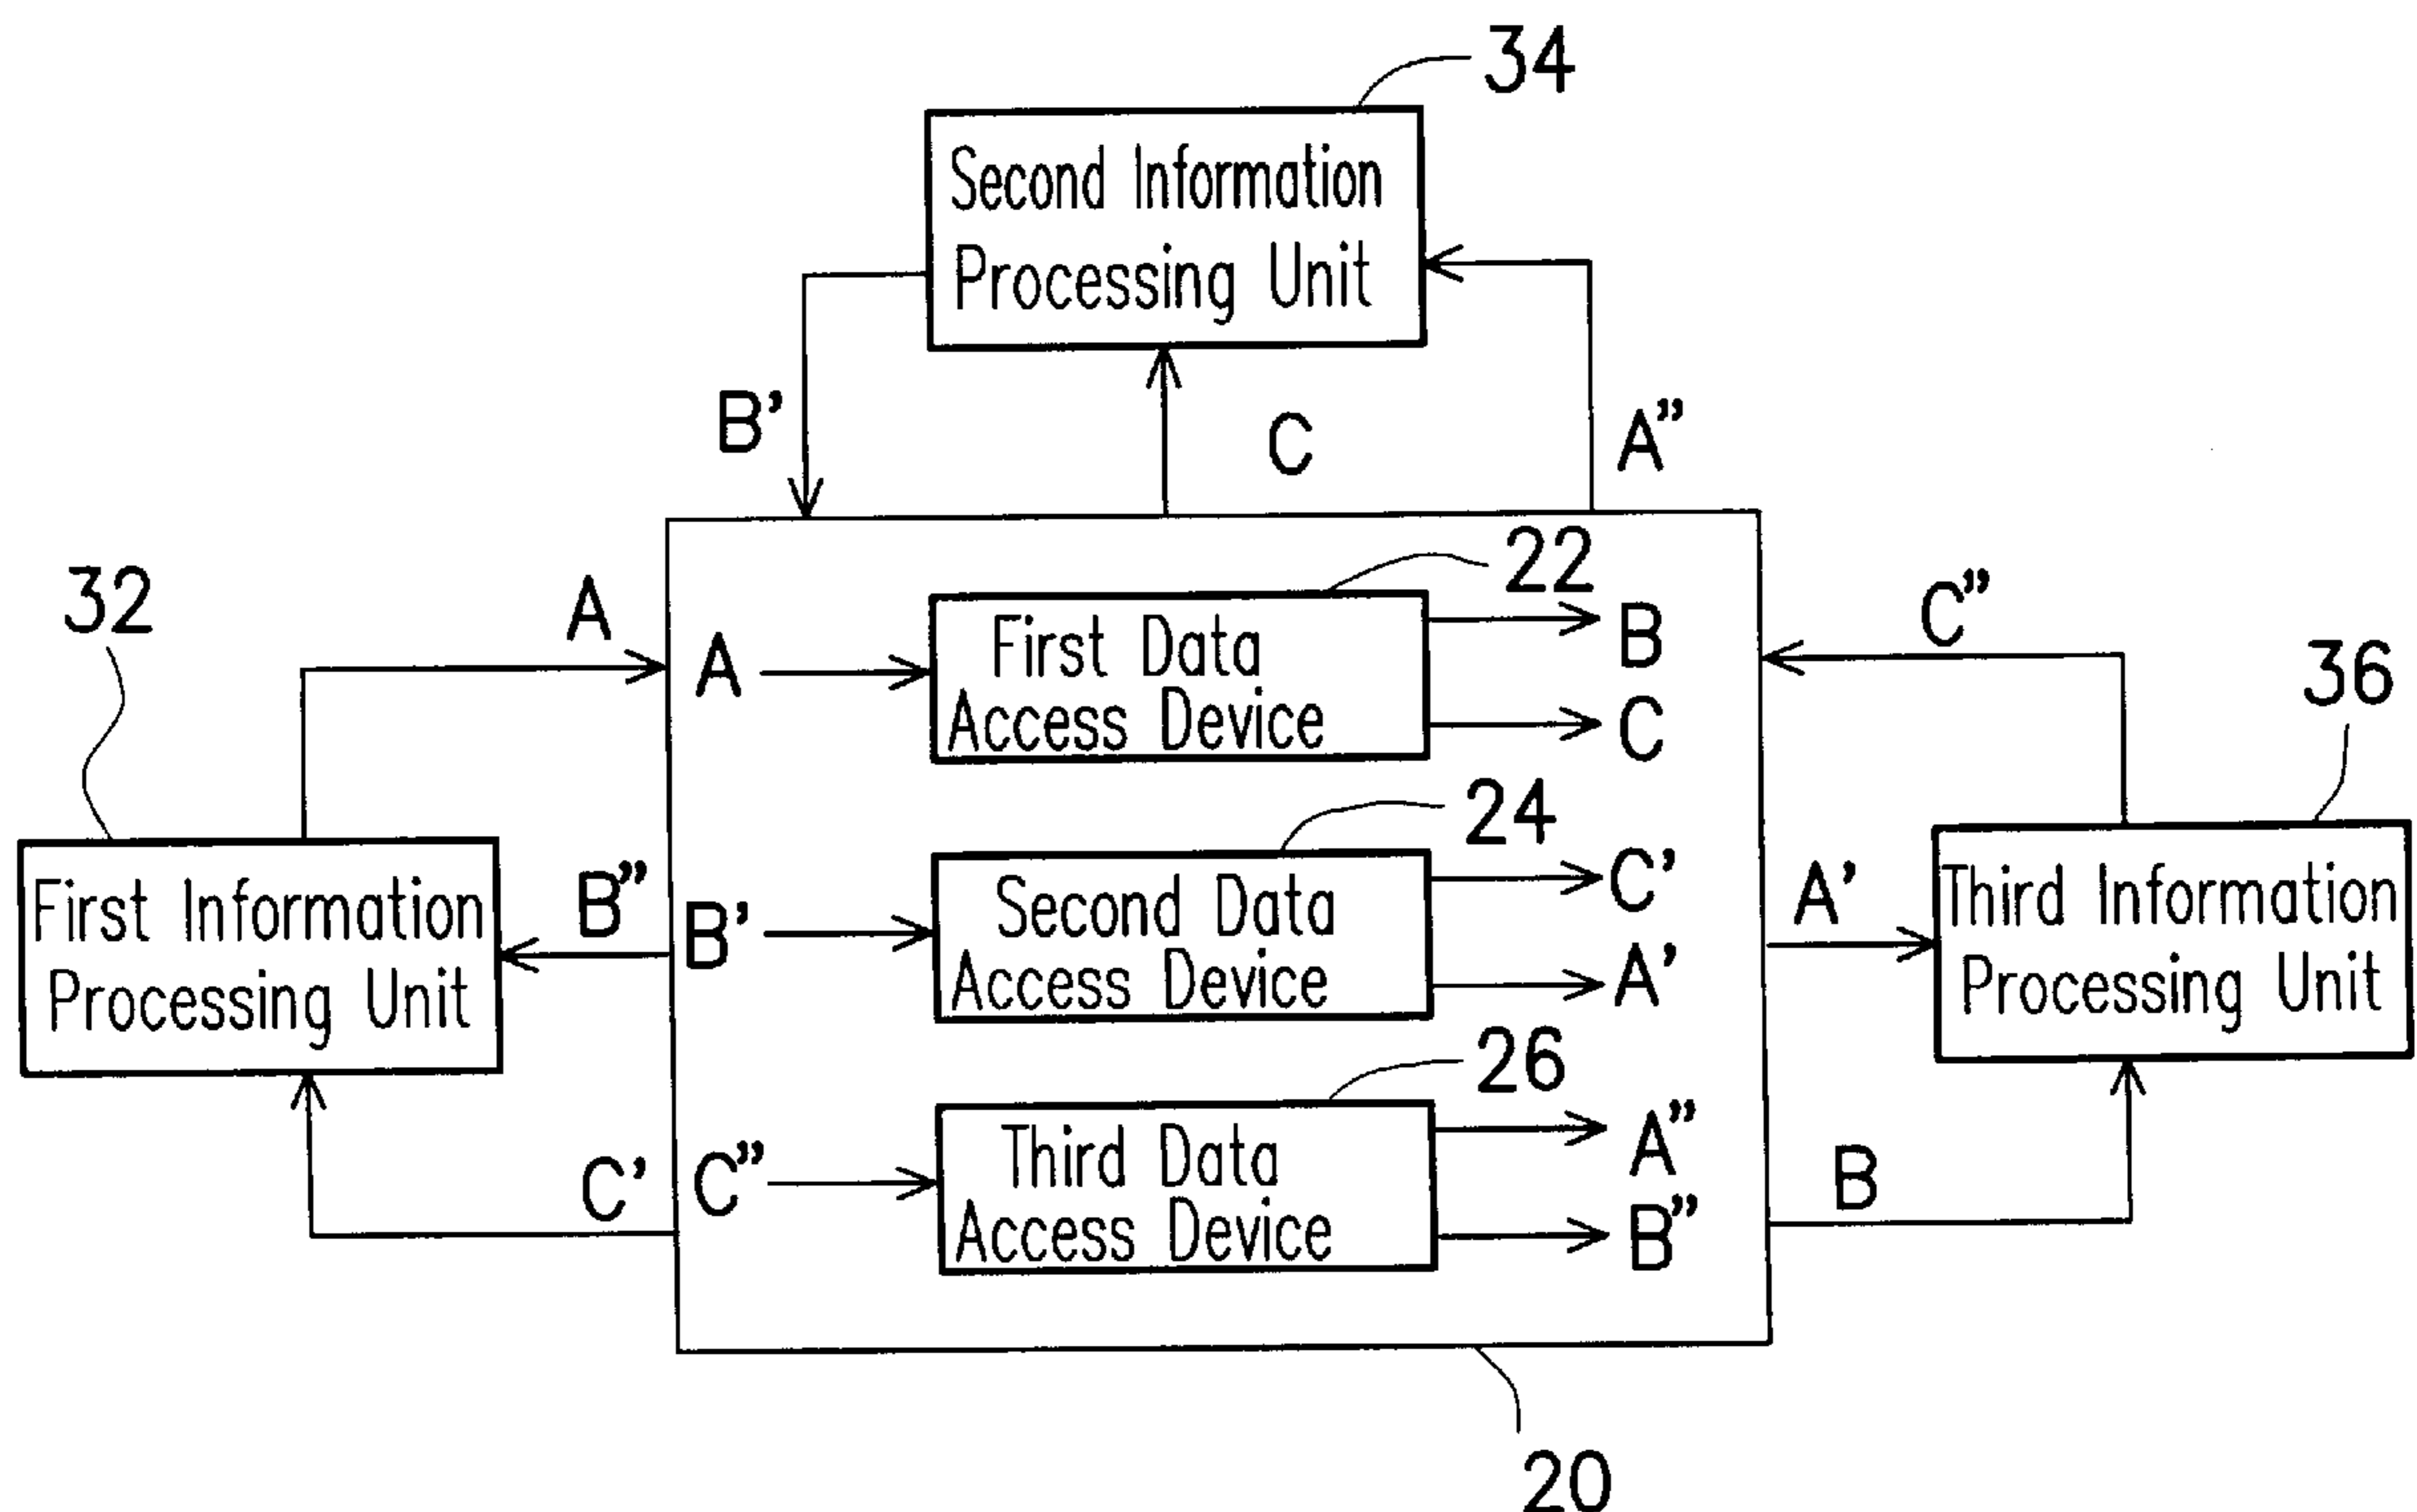 34
Second Information
Processing Unit
B'
C
A”
22
32
A
A
First Data
Access Device
B
C
C”
36
24
First Information
Processing Unit
B”
B'
Second Data
Access Device
C'
A'
A'
Third Information
Processing Unit
26
C'
C”
Third Data
Access Device
A”
B”
B
20